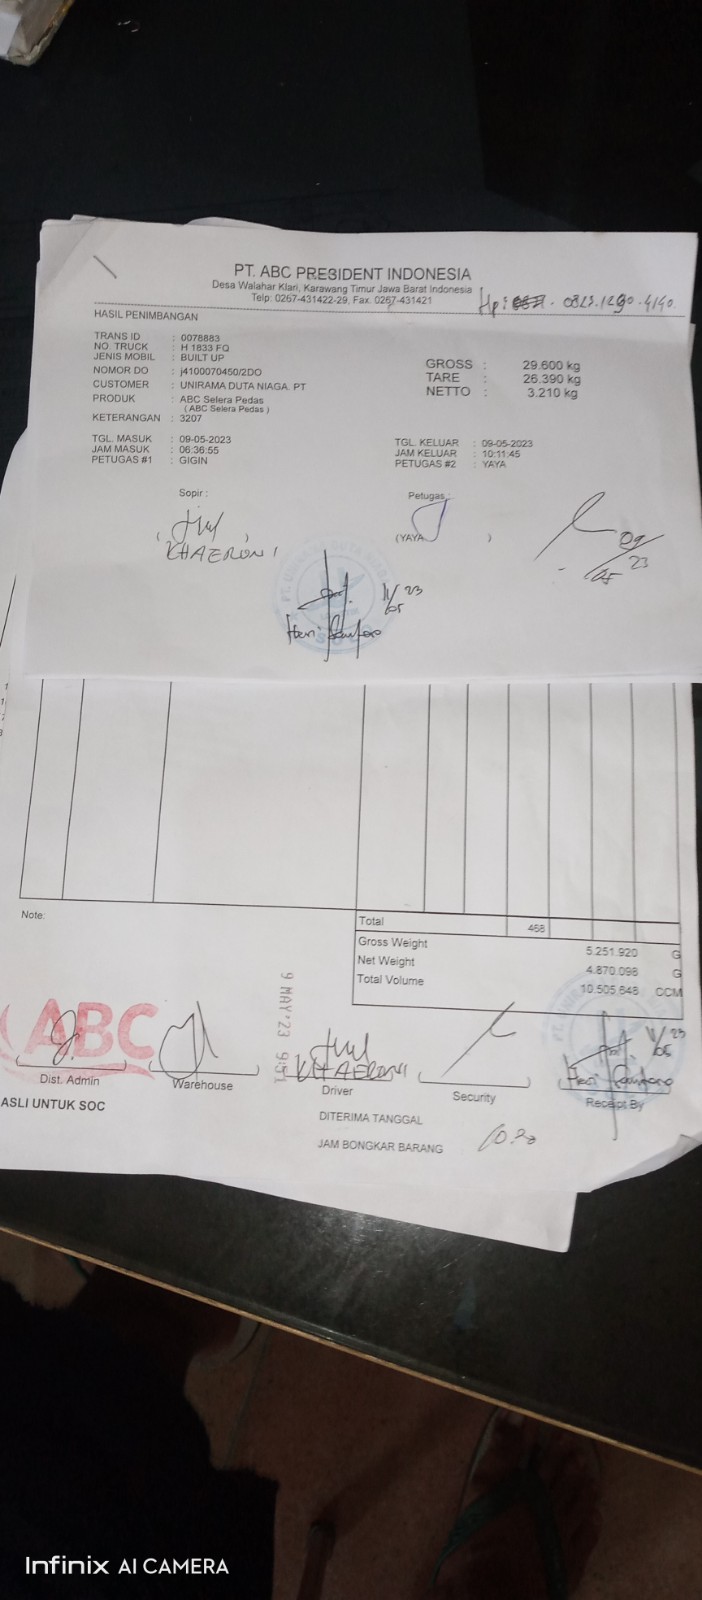 PT. ABC PRESIDENT INDONESIA
Desa Walahar Klari, Karawang Timur Jawa Barat Indonesia
Telp: 0267-431422-29, Fax. 0267-431421
Hp: 0823.1290.4140.
HASIL PENIMBANGAN
TRANS ID : 0078883
NO. TRUCK : H 1833 FQ
JENIS MOBIL : BUILT UP
NOMOR DO : j4100070450/2DO
CUSTOMER : UNIRAMA DUTA NIAGA. PT
PRODUK : ABC Selera Pedas
( ABC Selera Pedas )
KETERANGAN : 3207
GROSS : 29.600 kg
TARE : 26.390 kg
NETTO : 3.210 kg
TGL. MASUK : 09-05-2023
JAM MASUK : 06:36:55
PETUGAS #1 : GIGIN
TGL. KELUAR : 09-05-2023
JAM KELUAR : 10:11:45
PETUGAS #2 : YAYA
Sopir :
KHAERONI
Petugas :
(YAYA )
09/05 23
11/05 23
Heri Santoso
Note:
Total 468
Gross Weight 5.251.920 G
Net Weight 4.870.098 G
Total Volume 10.505.648 CCM
ABC
9 MAY'23 9:51
KHAERONI
11/05 23
Heri Santoso
Dist. Admin
Warehouse
Driver
Security
Receipt By
ASLI UNTUK SOC
DITERIMA TANGGAL
JAM BONGKAR BARANG 10.30
Infinix AI CAMERA